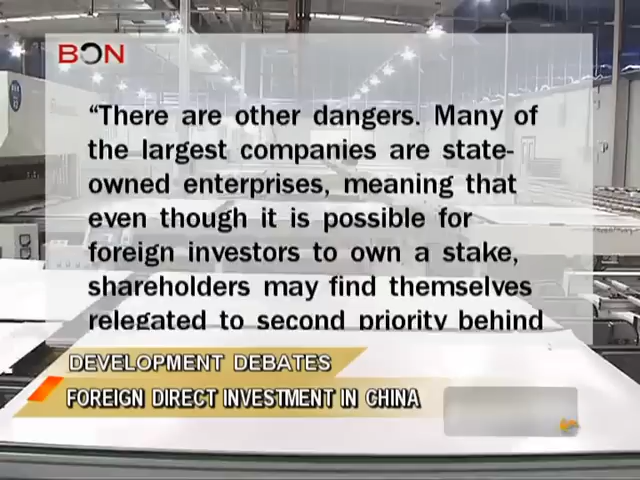 BON
“There are other dangers. Many of
the largest companies are state-
owned enterprises, meaning that
even though it is possible for
foreign investors to own a stake,
shareholders may find themselves
relegated to second priority behind
DEVELOPMENT DEBATES
FOREIGN DIRECT INVESTMENT IN CHINA